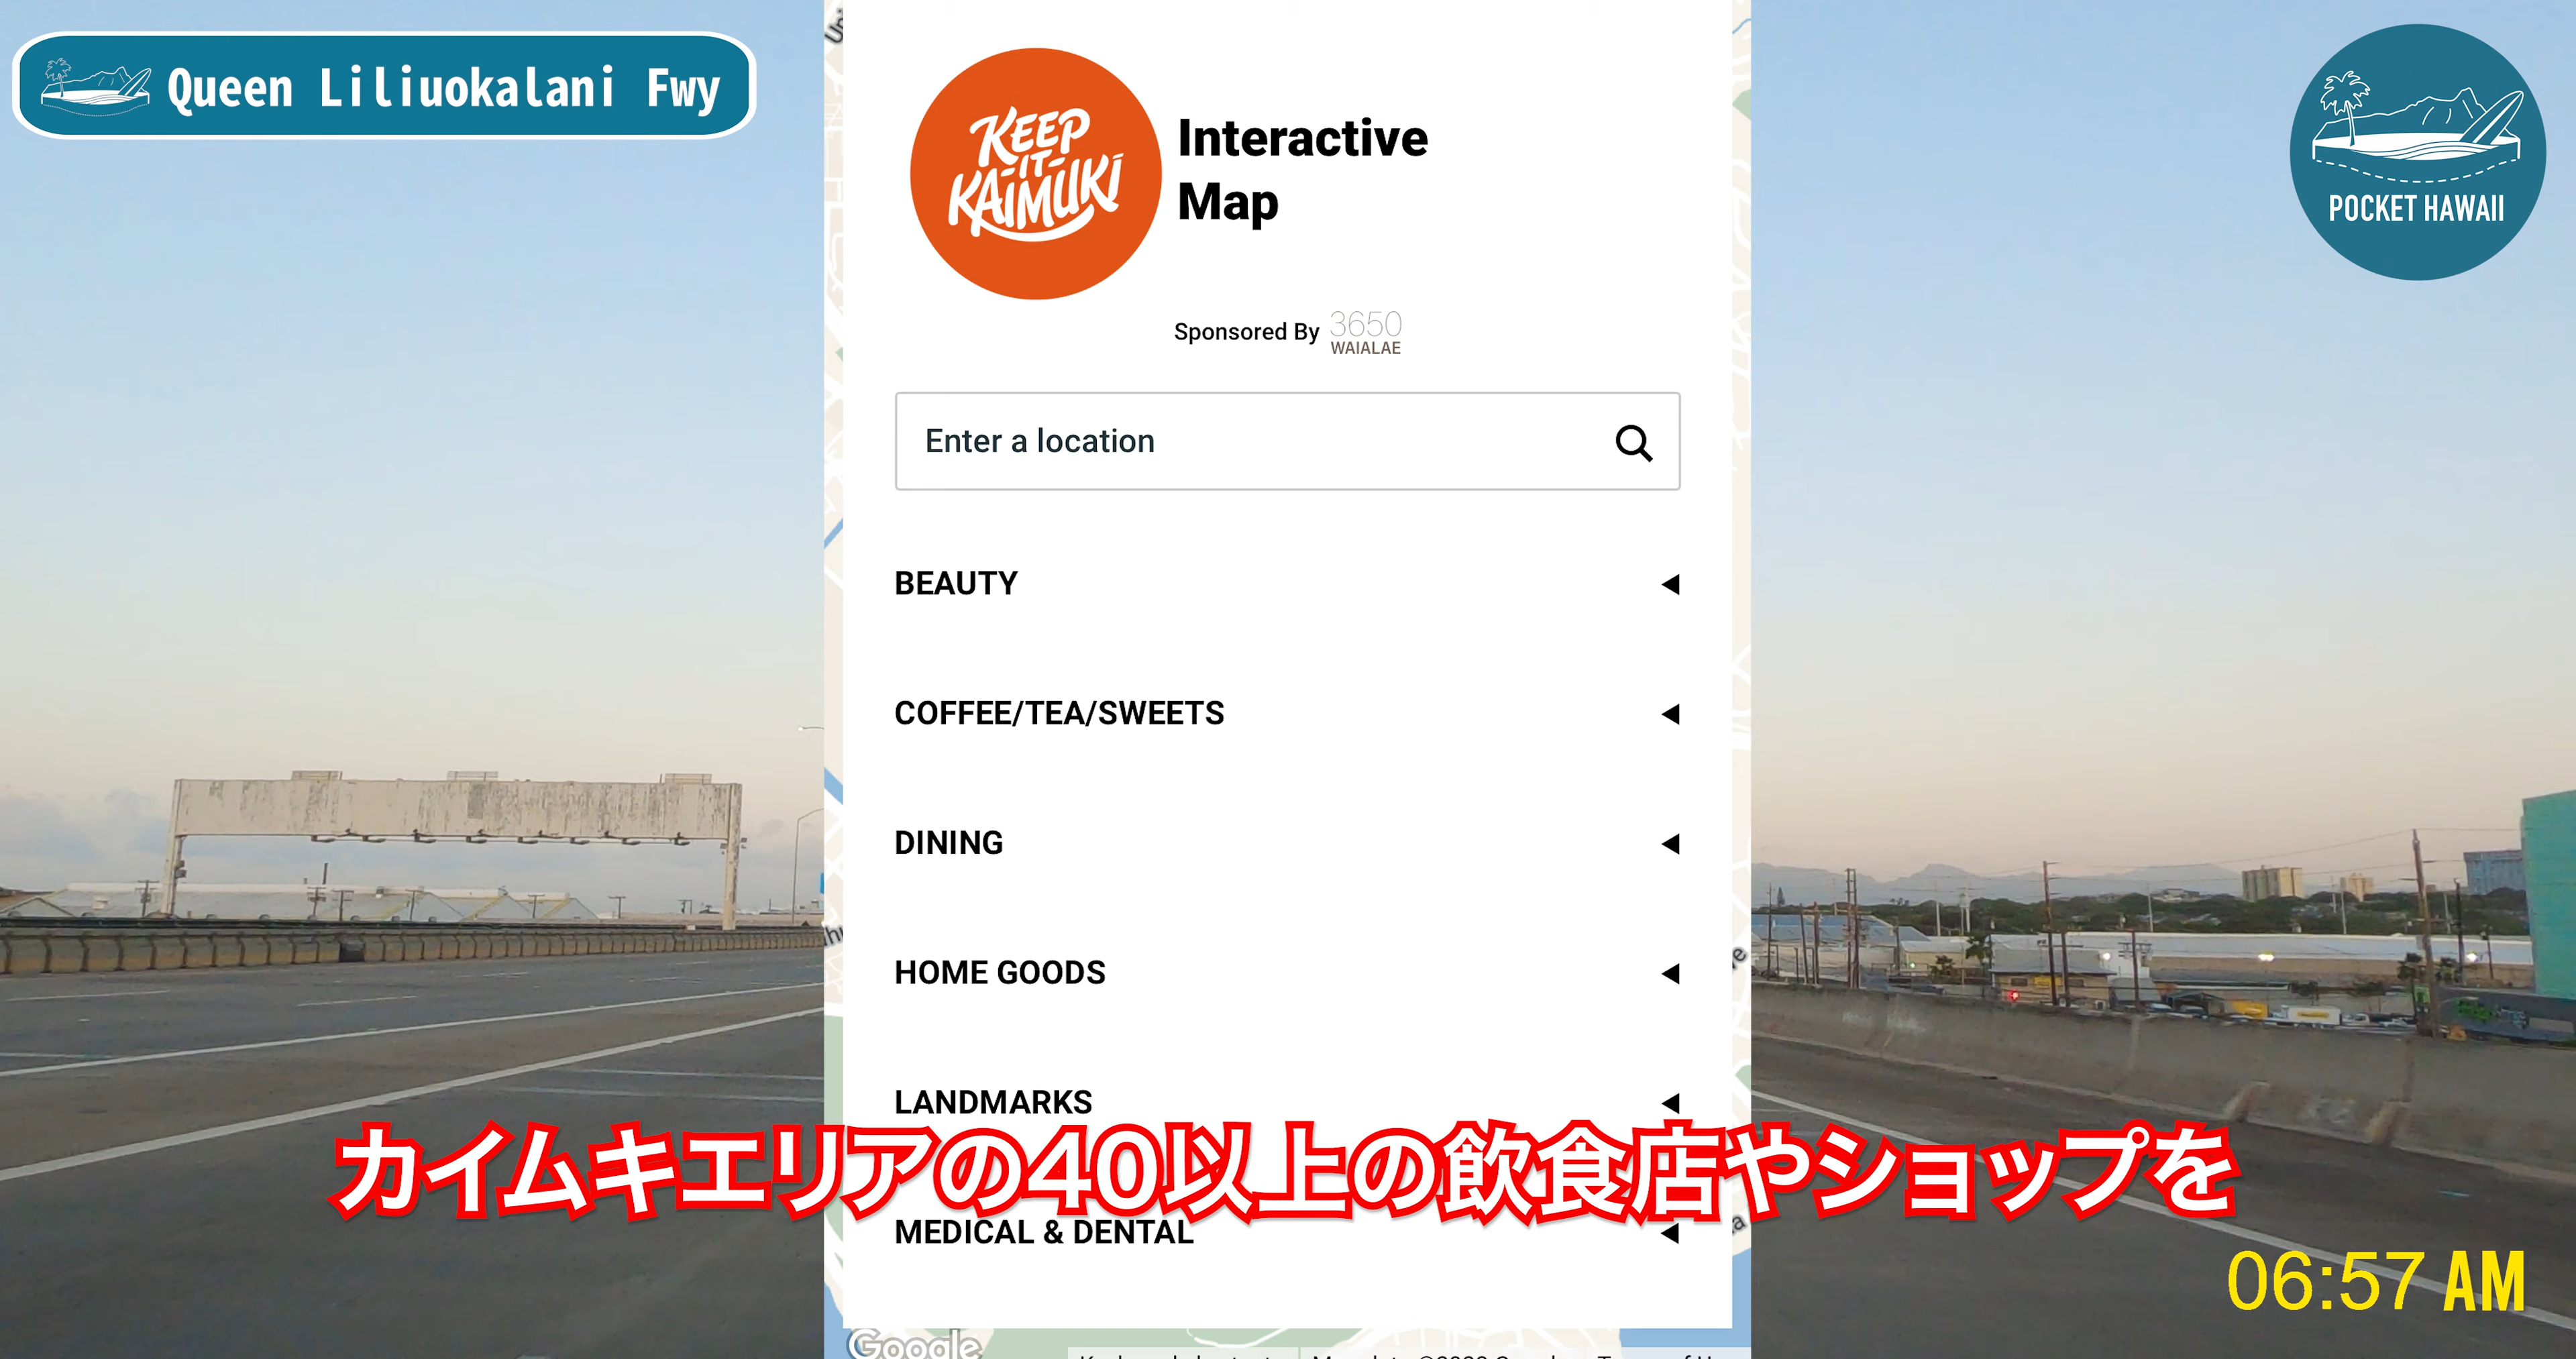 Queen Liliuokalani Fwy
KEEP
-IT-
KAIMUKI
Interactive
Map
Sponsored By 3650
WAIALAE
POCKET HAWAII
Enter a location
BEAUTY
COFFEE/TEA/SWEETS
DINING
HOME GOODS
LANDMARKS
カイムキエリアの40以上の飲食店やショップを
MEDICAL & DENTAL
06:57 AM
Google